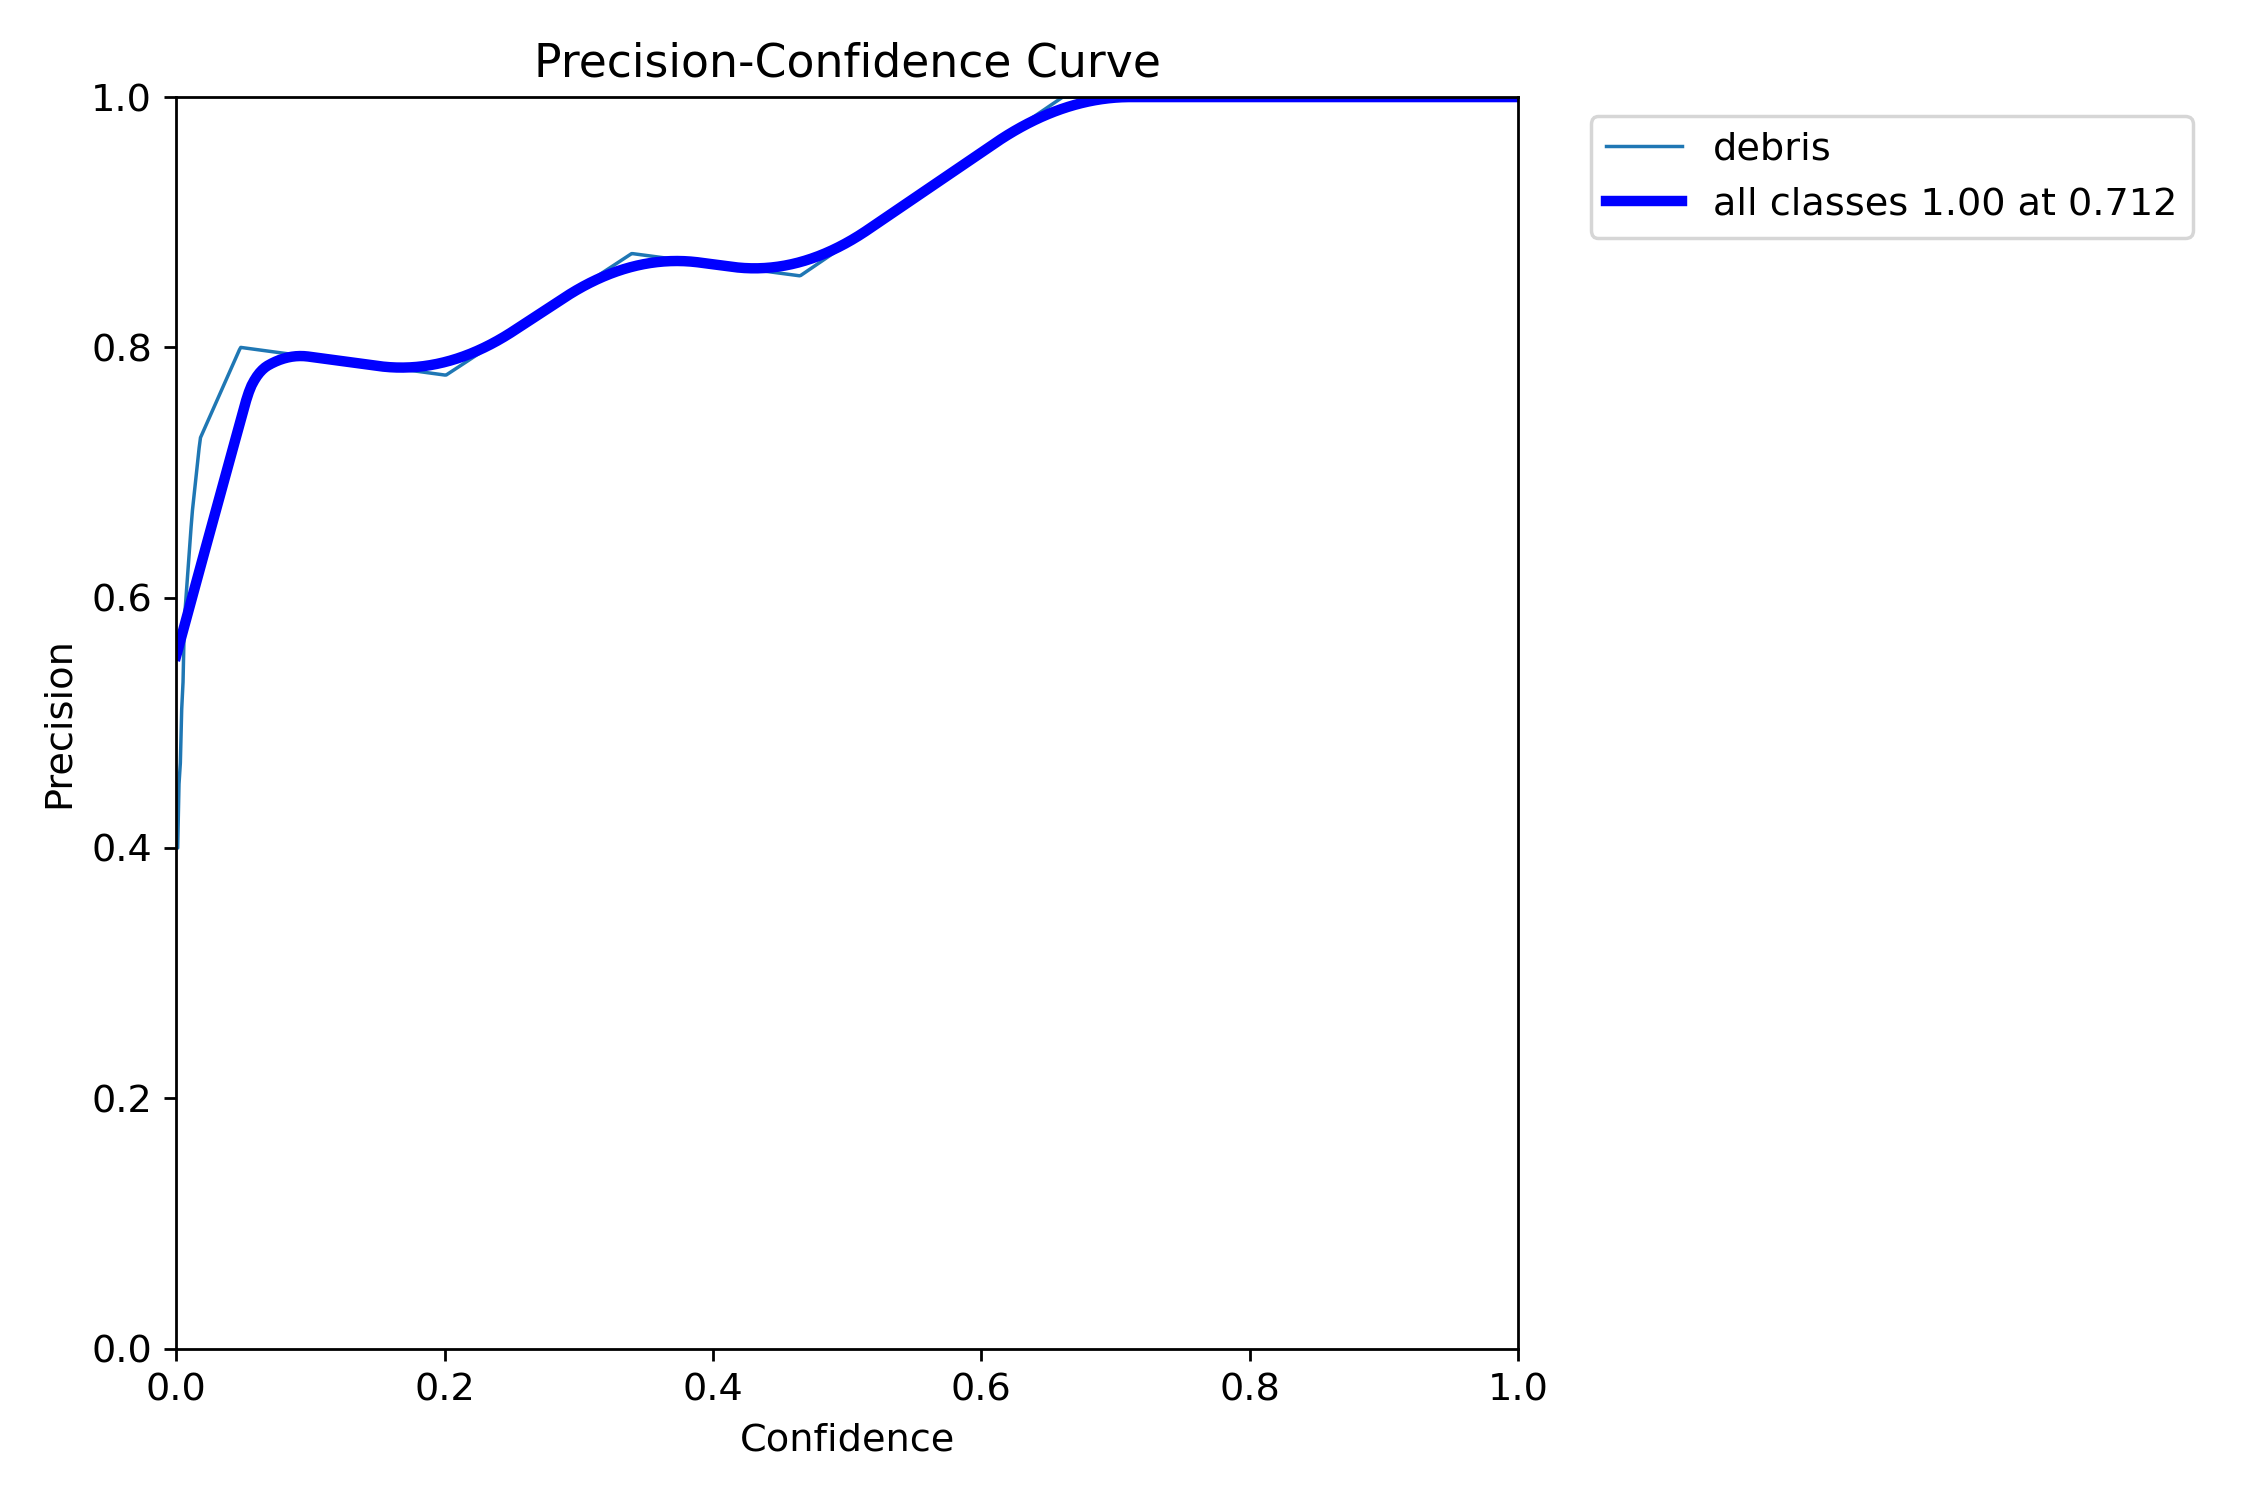 Precision-Confidence Curve
debris
all classes 1.00 at 0.712
1.0
0.8
0.6
0.4
0.2
0.0
Precision
0.0 0.2 0.4 0.6 0.8 1.0
Confidence